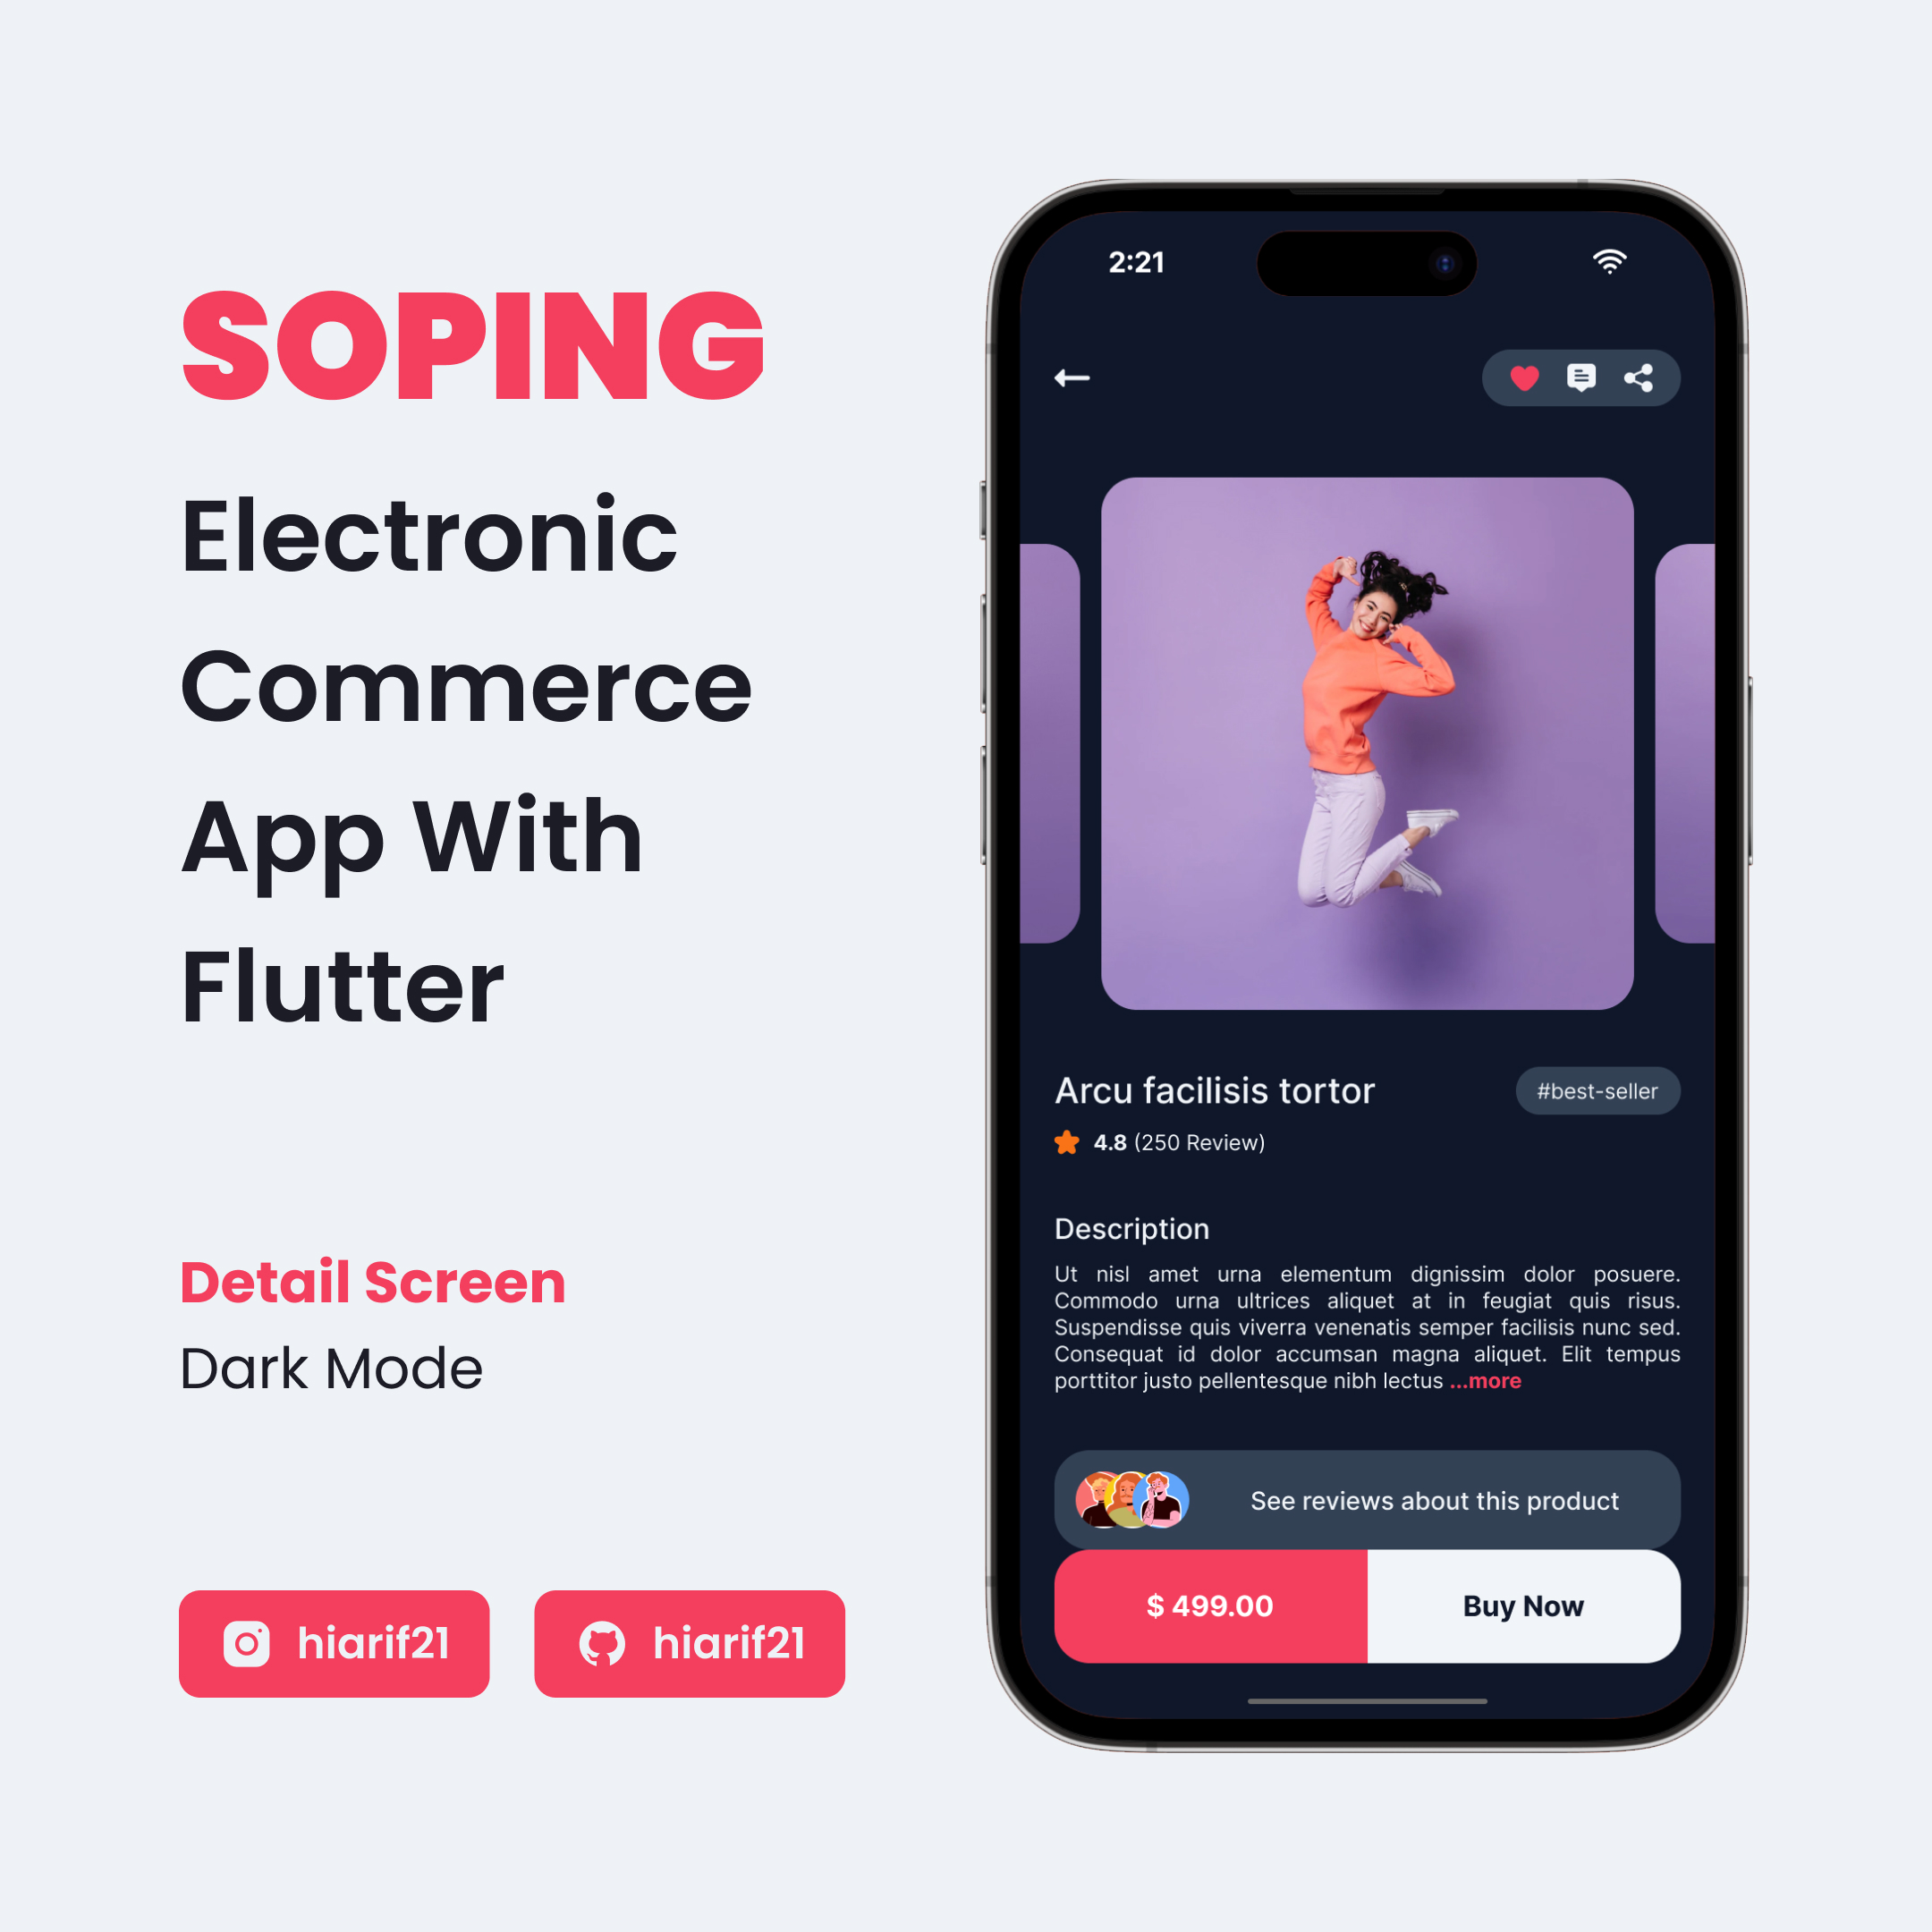 SOPING
Electronic
Commerce
App With
Flutter
Detail Screen
Dark Mode
hiarif21
hiarif21
2:21
Arcu facilisis tortor
#best-seller
4.8 (250 Review)
Description
Ut nisl amet urna elementum dignissim dolor posuere.
Commodo urna ultrices aliquet at in feugiat quis risus.
Suspendisse quis viverra venenatis semper facilisis nunc sed.
Consequat id dolor accumsan magna aliquet. Elit tempus
porttitor justo pellentesque nibh lectus ...more
See reviews about this product
$ 499.00
Buy Now